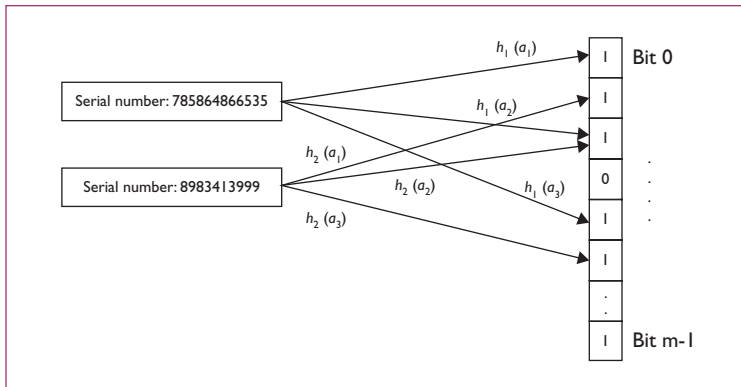 h₁ (a₁)
1 Bit 0
Serial number: 785864866535
1
h₁ (a₂)
1
h₂ (a₁)
Serial number: 8983413999
0
h₂ (a₂)
h₁ (a₃)
1
h₂ (a₃)
1
1 Bit m-1